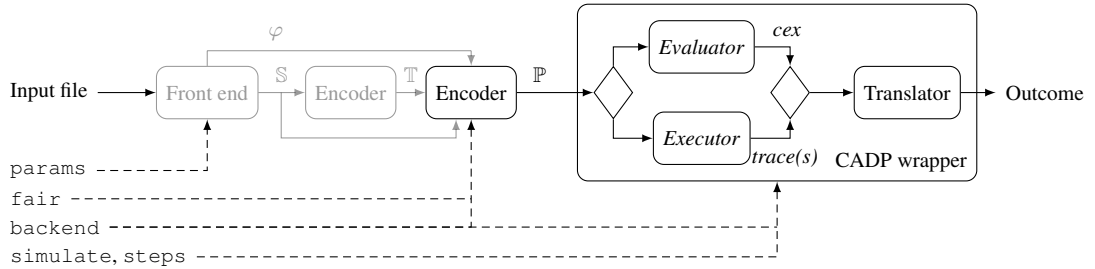 φ
cex
Evaluator
𝕊
𝕋
ℙ
Input file
Front end
Encoder
Encoder
Translator
Outcome
Executor
trace(s)
CADP wrapper
params
fair
backend
simulate, steps